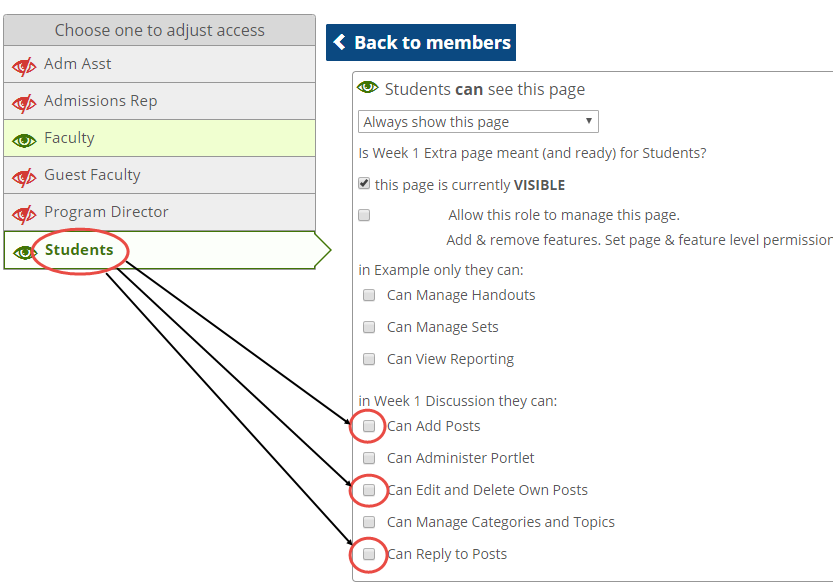 Choose one to adjust access
Adm Asst
Admissions Rep
Faculty
Guest Faculty
Program Director
Students
Back to members
Students can see this page
Always show this page
Is Week 1 Extra page meant (and ready) for Students?
this page is currently VISIBLE
Allow this role to manage this page.
Add & remove features. Set page & feature level permission
in Example only they can:
Can Manage Handouts
Can Manage Sets
Can View Reporting
in Week 1 Discussion they can:
Can Add Posts
Can Administer Portlet
Can Edit and Delete Own Posts
Can Manage Categories and Topics
Can Reply to Posts